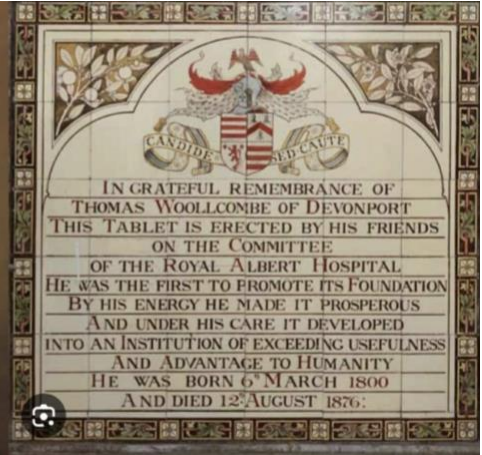 CANDIDE SED CAUTE
IN GRATEFUL REMEMBRANCE OF
THOMAS WOOLLCOMBE OF DEVONPORT
THIS TABLET IS ERECTED BY HIS FRIENDS
ON THE COMMITTEE
OF THE ROYAL ALBERT HOSPITAL
HE WAS THE FIRST TO PROMOTE ITS FOUNDATION
BY HIS ENERGY HE MADE IT PROSPEROUS
AND UNDER HIS CARE IT DEVELOPED
INTO AN INSTITUTION OF EXCEEDING USEFULNESS
AND ADVANTAGE TO HUMANITY
HE WAS BORN 6TH MARCH 1800
AND DIED 12TH AUGUST 1876: